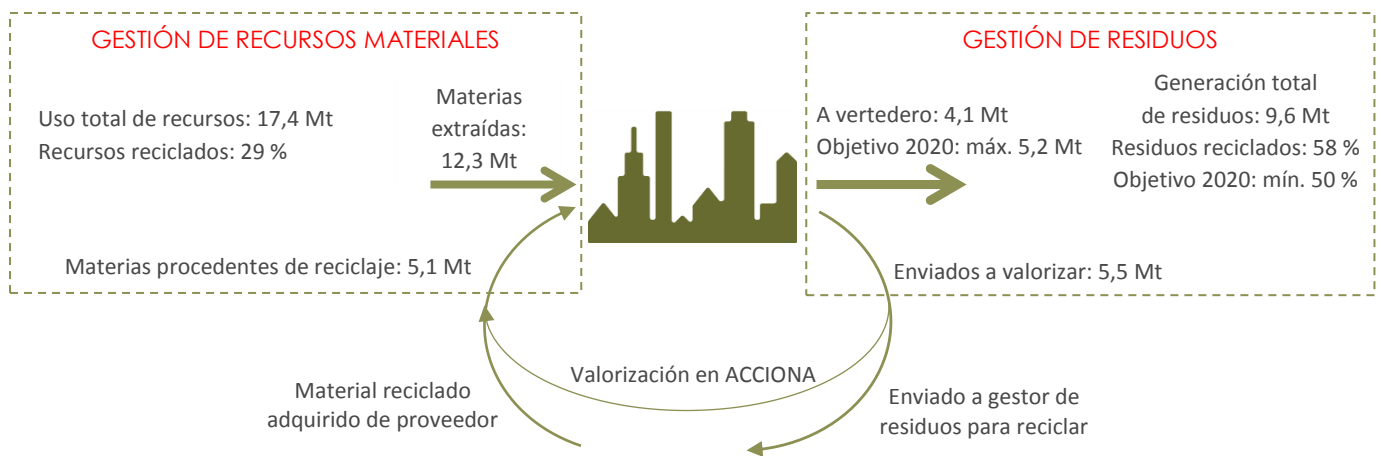 GESTIÓN DE RECURSOS MATERIALES
Uso total de recursos: 17,4 Mt
Recursos reciclados: 29 %
Materias
extraídas:
12,3 Mt
Materias procedentes de reciclaje: 5,1 Mt
GESTIÓN DE RESIDUOS
A vertedero: 4,1 Mt
Objetivo 2020: máx. 5,2 Mt
Generación total
de residuos: 9,6 Mt
Residuos reciclados: 58 %
Objetivo 2020: mín. 50 %
Enviados a valorizar: 5,5 Mt
Valorización en ACCIONA
Material reciclado
adquirido de proveedor
Enviado a gestor de
residuos para reciclar